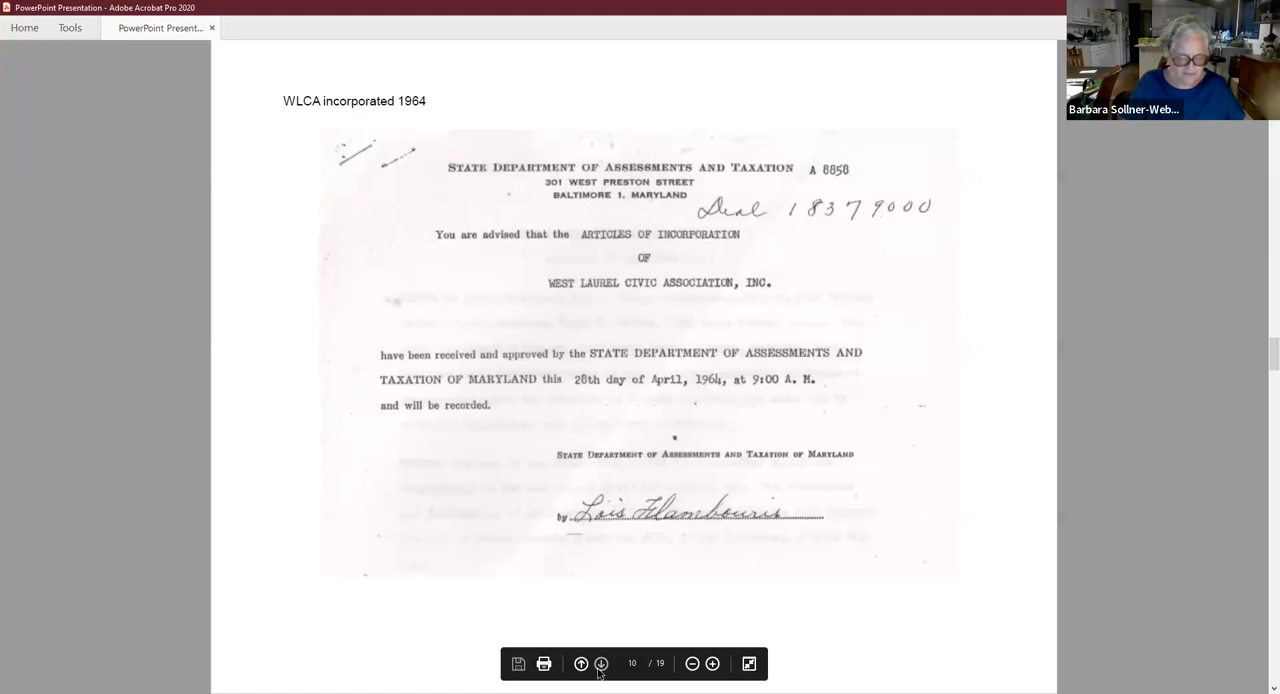 PowerPoint Presentation - Adobe Acrobat Pro 2020
Home Tools PowerPoint Present... ×
Barbara Sollner-Web...
WLCA incorporated 1964
STATE DEPARTMENT OF ASSESSMENTS AND TAXATION A 8858
301 WEST PRESTON STREET
BALTIMORE 1, MARYLAND
18379000
You are advised that the ARTICLES OF INCORPORATION
OF
WEST LAUREL CIVIC ASSOCIATION, INC.
have been received and approved by the STATE DEPARTMENT OF ASSESSMENTS AND
TAXATION OF MARYLAND this 28th day of April, 1964, at 9:00 A. M.
and will be recorded.
STATE DEPARTMENT OF ASSESSMENTS AND TAXATION OF MARYLAND
by Lois Flambouris
10 / 19